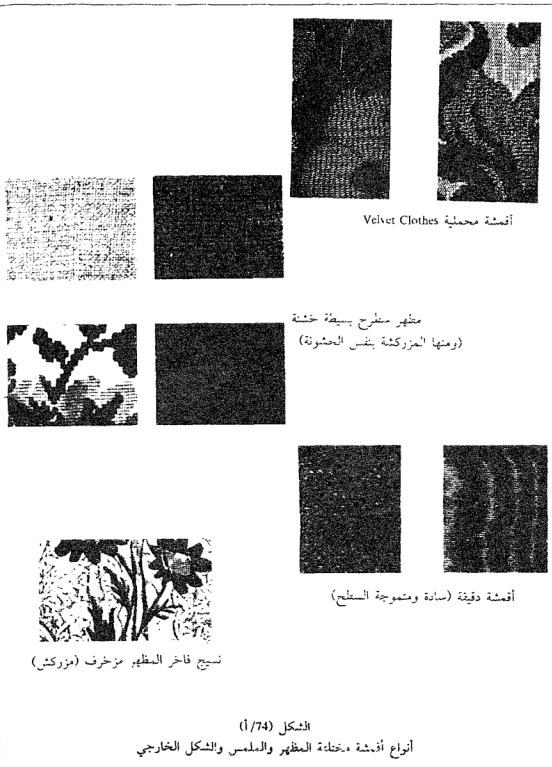 أقمشة مخملية Velvet Clothes
مظهر سطوح بسيطة خشنة
(ومنها المزركشة بنفس الخشونة)
أقمشة دقيقة (سادة ومتموجة السطح)
نسيج فاخر المظهر مزخرف (مزركش)
الشكل (74/أ)
أنواع أقمشة مختلفة المظهر والملمس والشكل الخارجي